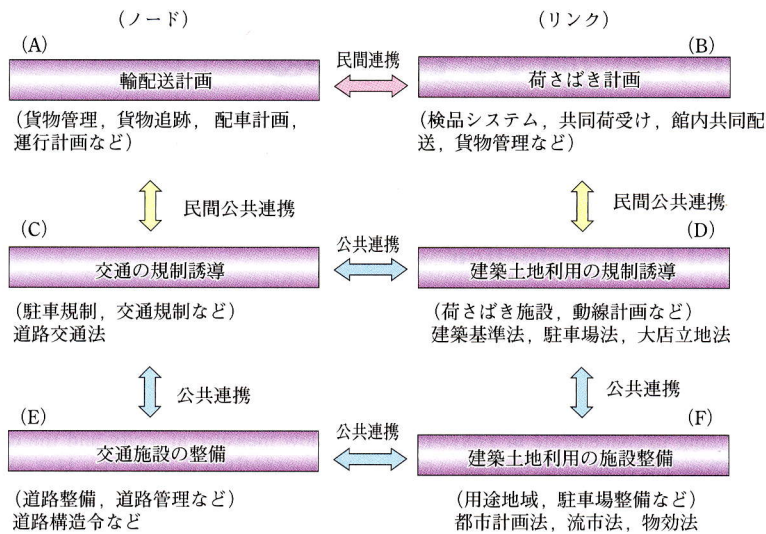 （ノード）
（リンク）
（A）
輸配送計画
（貨物管理，貨物追跡， 配車計画，
運行計画など）
民間連携
（B）
荷さばき計画
（検品システム，共同荷受け，館内共同配
送，貨物管理など）
民間公共連携
民間公共連携
（C）
交通の規制誘導
（駐車規制，交通規制など）
道路交通法
公共連携
（D）
建築土地利用の規制誘導
（荷さばき施設，動線計画など）
建築基準法，駐車場法，大店立地法
公共連携
公共連携
（E）
交通施設の整備
（道路整備，道路管理など）
道路構造令など
公共連携
（F）
建築土地利用の施設整備
（用途地域，駐車場整備など）
都市計画法，流市法，物効法